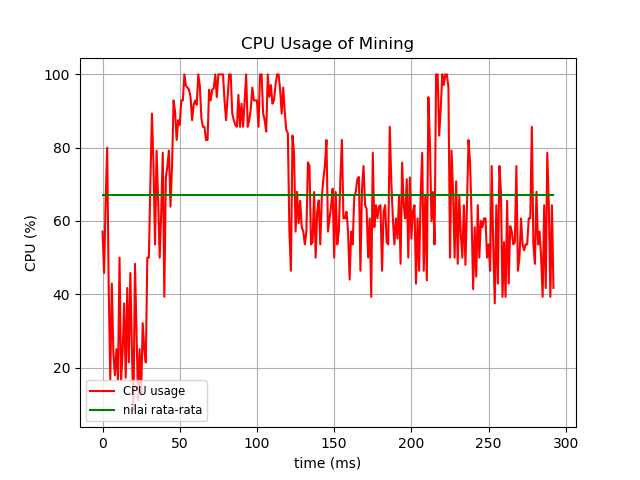 CPU Usage of Mining
CPU (%)
100
80
60
40
20
CPU usage
nilai rata-rata
0 50 100 150 200 250 300
time (ms)